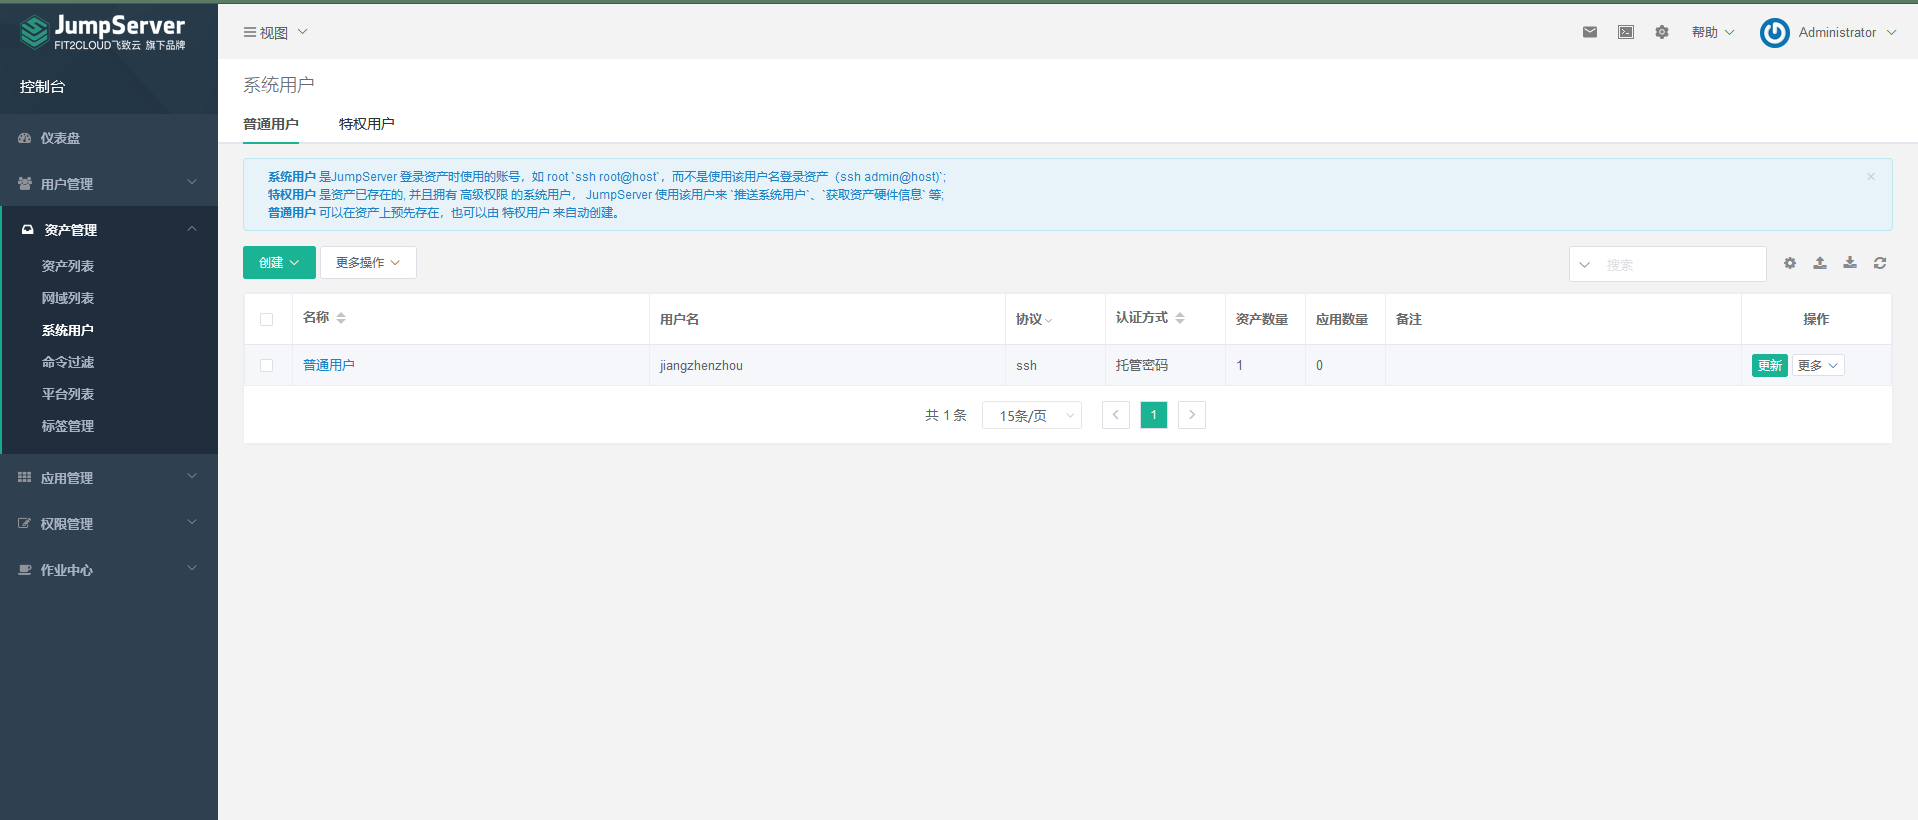 JumpServer
FIT2CLOUD飞致云 旗下品牌
控制台
仪表盘
用户管理
资产管理
资产列表
网域列表
系统用户
命令过滤
平台列表
标签管理
应用管理
权限管理
作业中心
视图
帮助
Administrator
系统用户
普通用户 特权用户
系统用户 是JumpServer 登录资产时使用的账号，如 root `ssh root@host`，而不是使用该用户名登录资产（ssh admin@host)`;
特权用户 是资产已存在的, 并且拥有 高级权限 的系统用户， JumpServer 使用该用户来 `推送系统用户`、`获取资产硬件信息` 等;
普通用户 可以在资产上预先存在，也可以由 特权用户 来自动创建。
创建 更多操作 搜索
名称 用户名 协议 认证方式 资产数量 应用数量 备注 操作
普通用户 jiangzhenzhou ssh 托管密码 1 0 更新 更多
共 1 条 15条/页 1